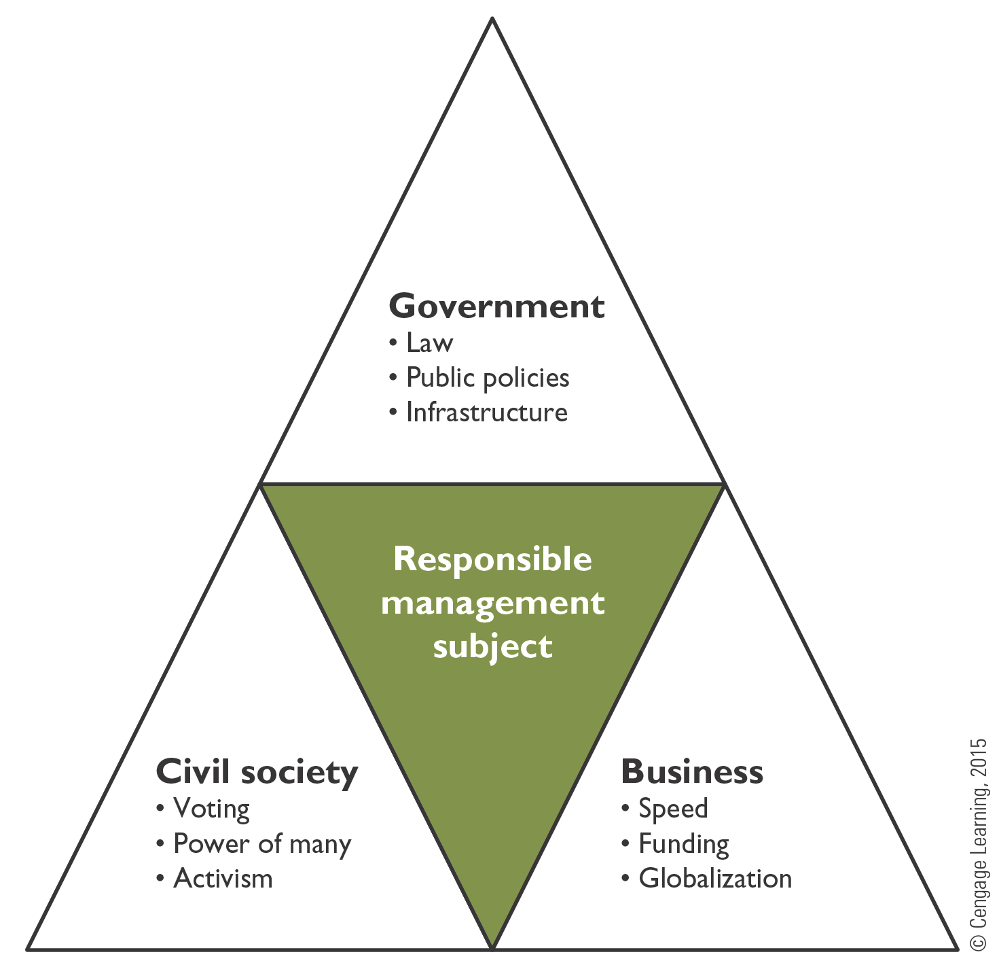 Government
• Law
• Public policies
• Infrastructure
Responsible
management
subject
Civil society
• Voting
• Power of many
• Activism
Business
• Speed
• Funding
• Globalization
© Cengage Learning, 2015